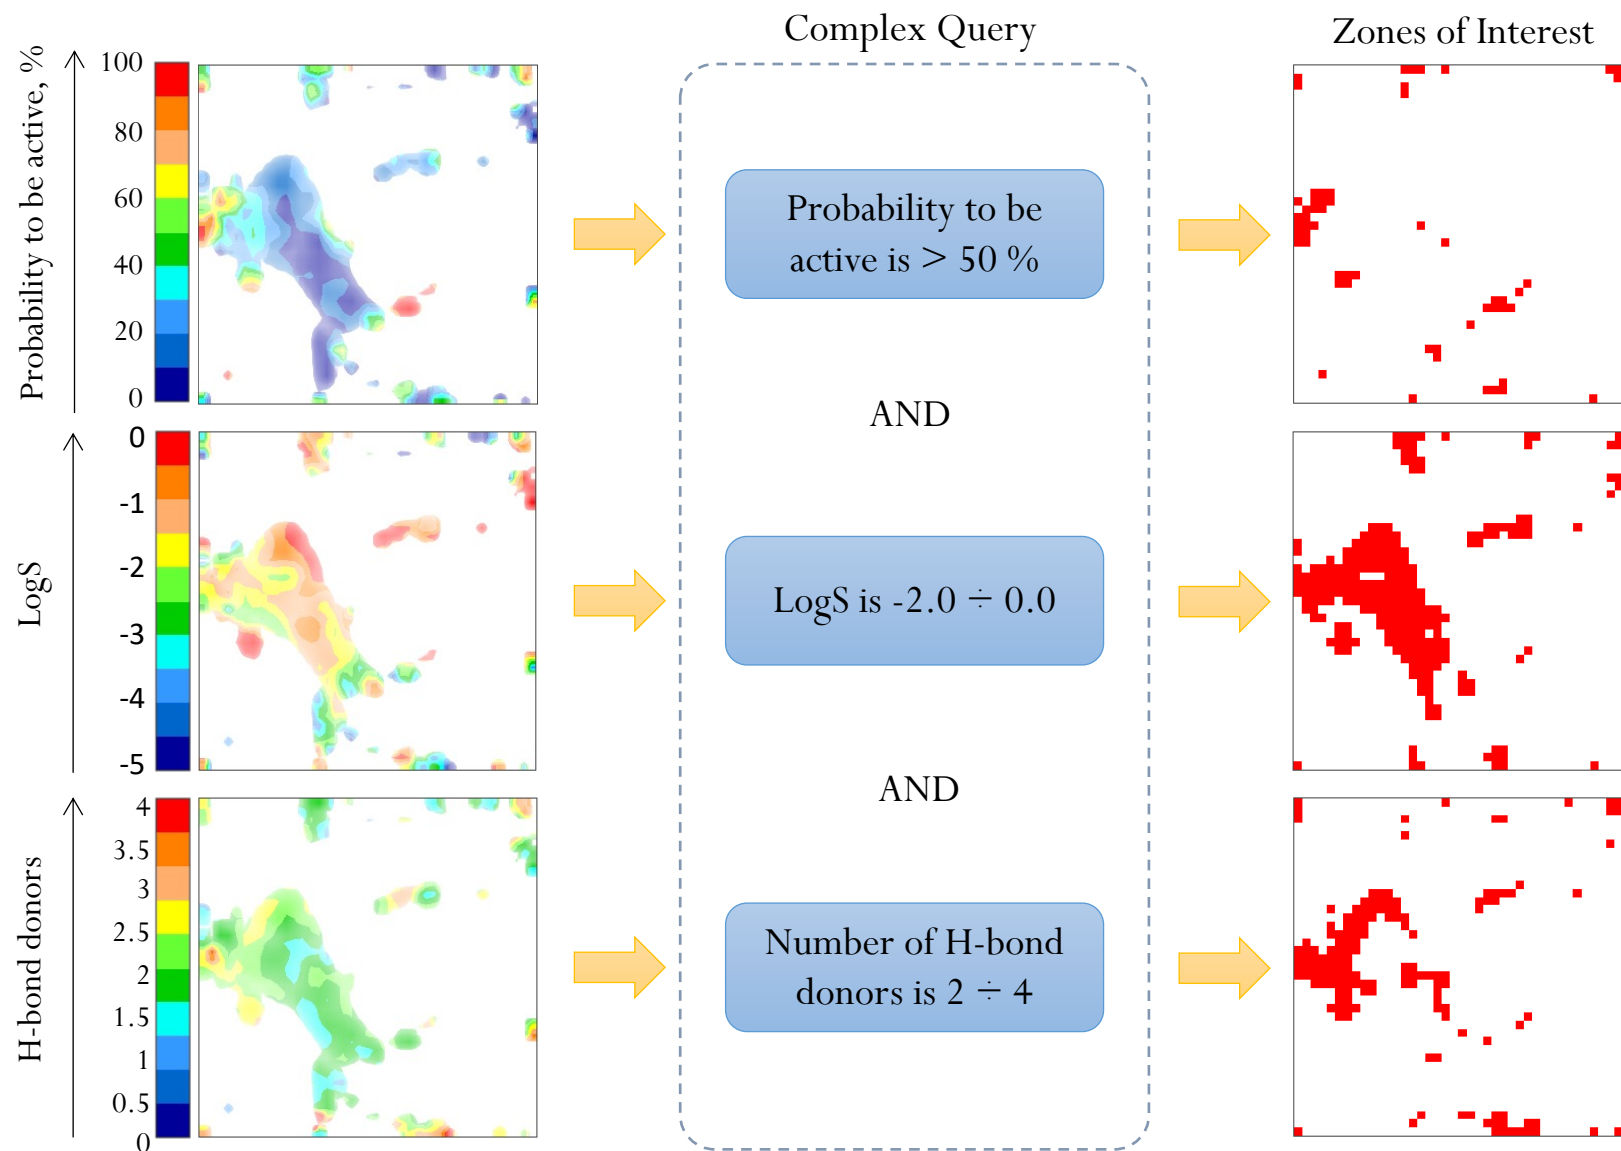 Complex Query
Zones of Interest
Probability to be active, %
100
80
60
40
20
0
Probability to be
active is > 50 %
AND
LogS
0
-1
-2
-3
-4
-5
LogS is -2.0 ÷ 0.0
AND
H-bond donors
4
3.5
3
2.5
2
1.5
1
0.5
0
Number of H-bond
donors is 2 ÷ 4